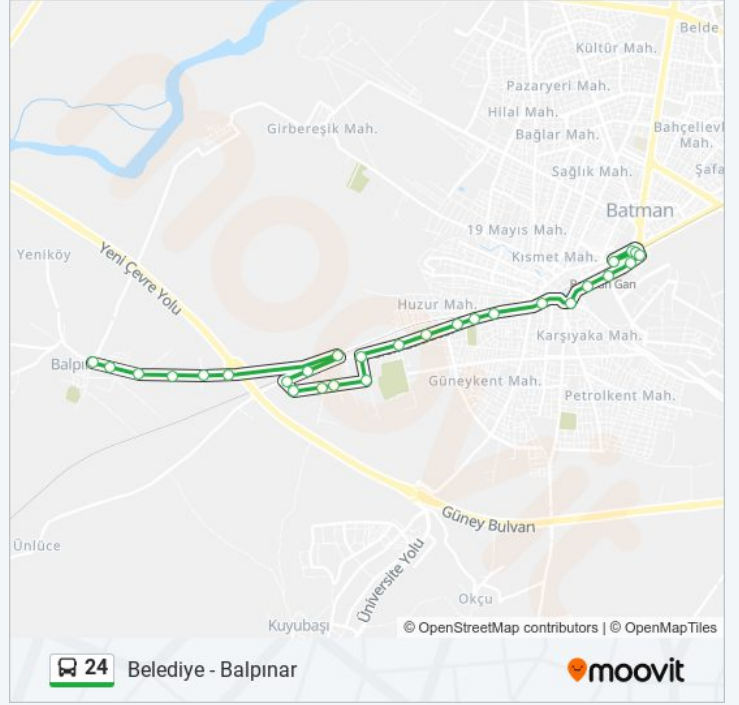 Belde
Kültür Mah.
Pazaryeri Mah.
Hilal Mah.
Bağlar Mah.
Bahçelievl
Mah.
Girbereşik Mah.
Sağlık Mah.
Şafa
Batman
19 Mayıs Mah.
Yeniköy
Yeni Çevre Yolu
Kısmet Mah.
Garı
Huzur Mah.
Karşıyaka Mah.
Balpı
Güneykent Mah.
Petrolkent Mah.
moovit
Güney Bulvarı
Ünlüce
Üniversite Yolu
Okçu
Kuyubaşı
© OpenStreetMap contributors | © OpenMapTiles
24 Belediye - Balpınar
moovit